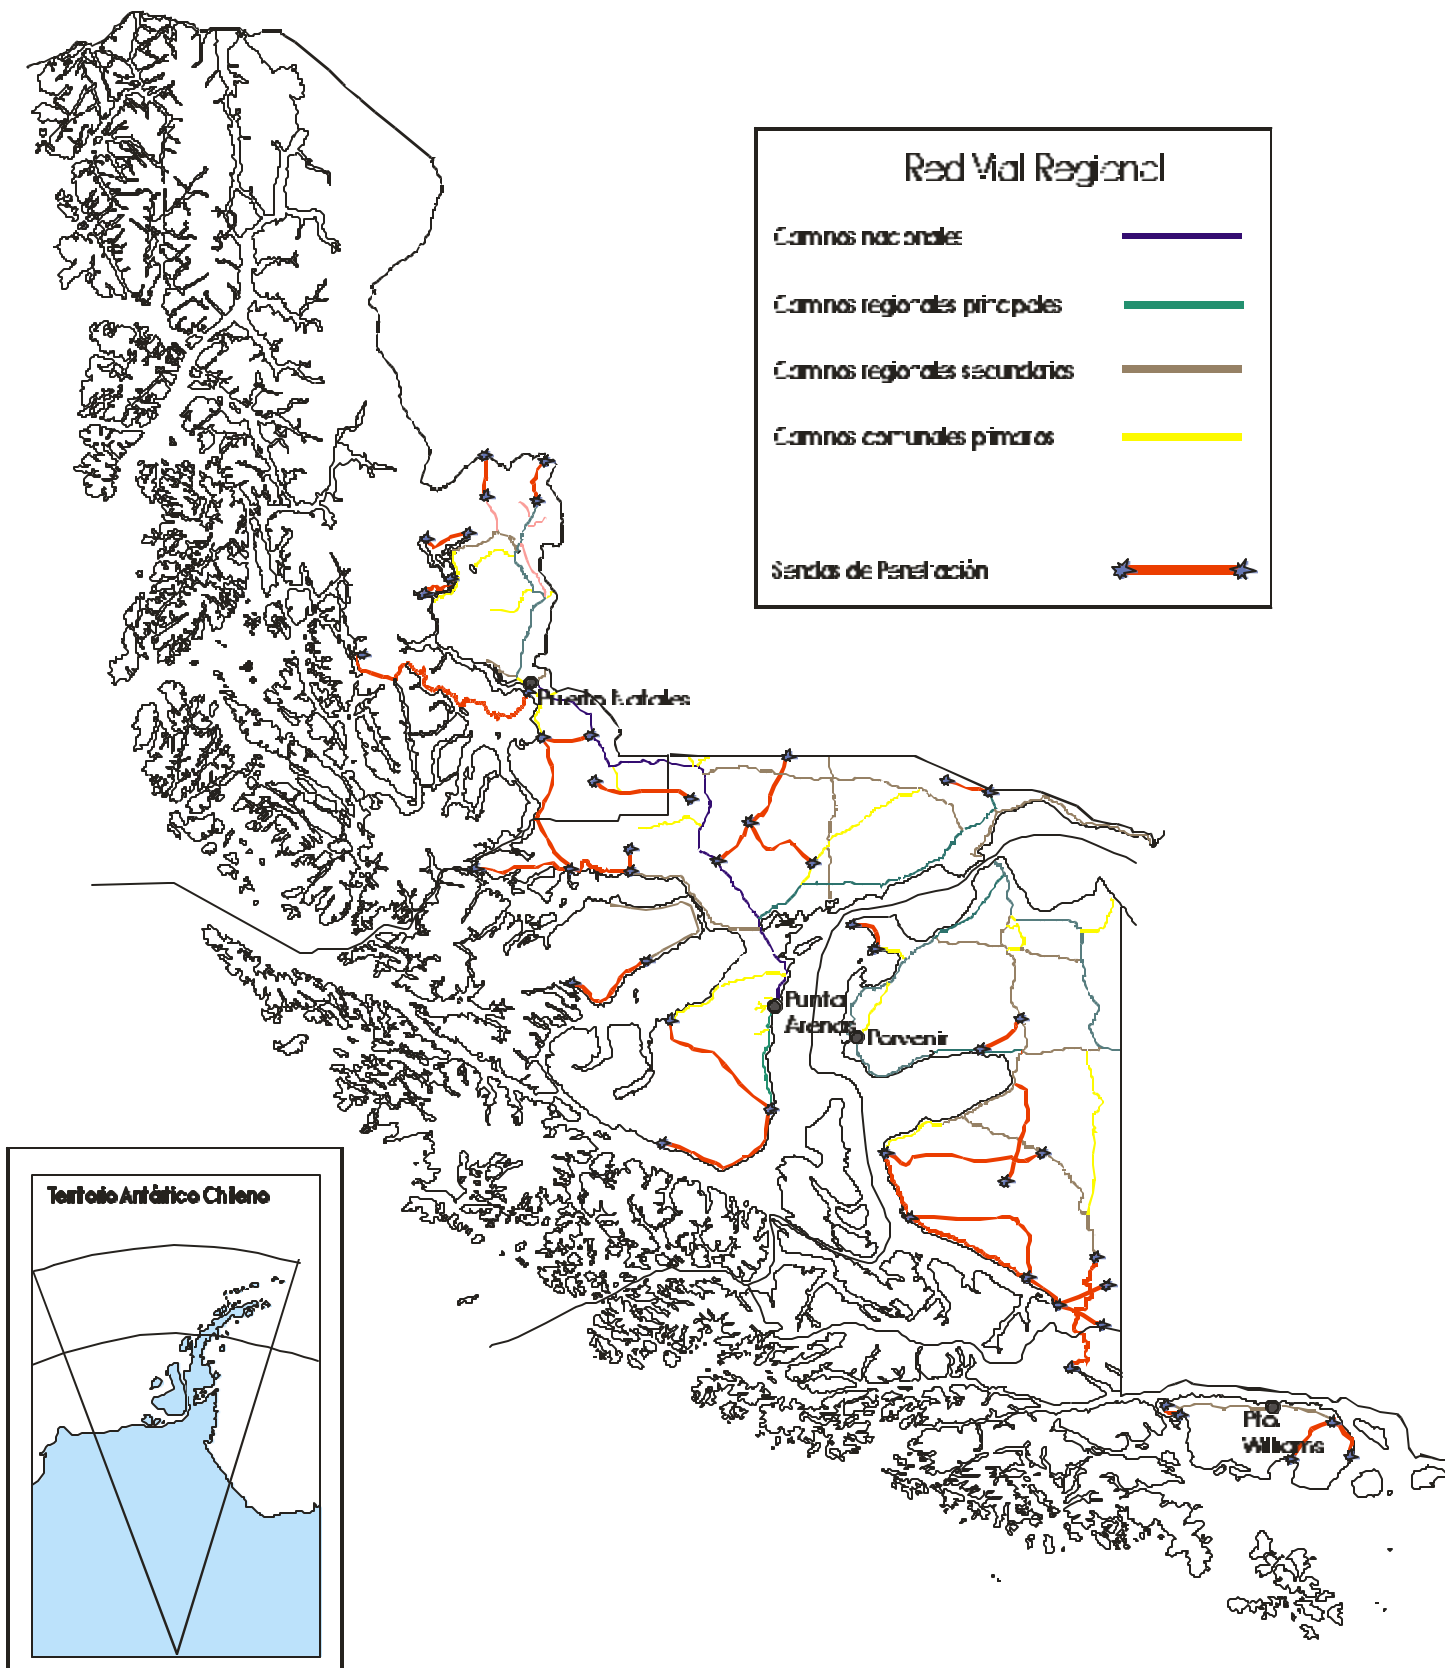 Red Vial Regional
Caminos nacionales
Caminos regionales principales
Caminos regionales secundarios
Caminos comunales primarios
Sendas de Penetración
Puerto Natales
Punta
Arenas
Porvenir
Pto.
Williams
Territorio Antártico Chileno